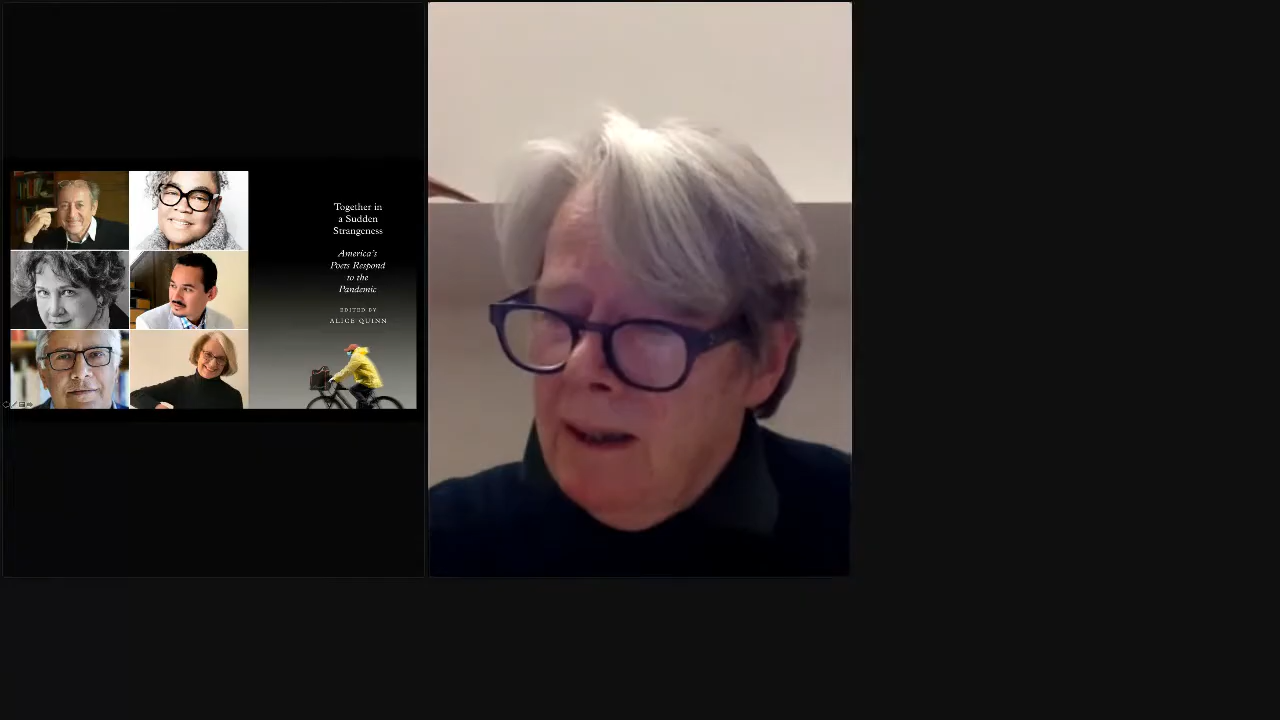 Together in
a Sudden
Strangeness
America's
Poets Respond
to the
Pandemic
EDITED BY
ALICE QUINN